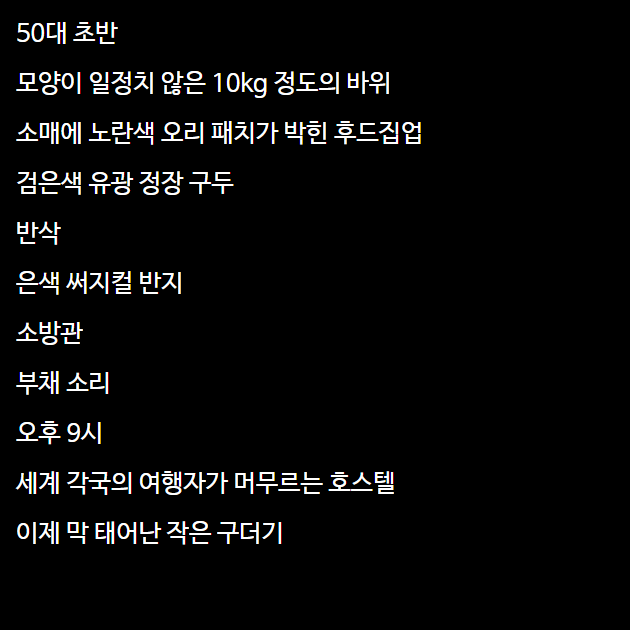 50대 초반
모양이 일정치 않은 10kg 정도의 바위
소매에 노란색 오리 패치가 박힌 후드집업
검은색 유광 정장 구두
반삭
은색 써지컬 반지
소방관
부채 소리
오후 9시
세계 각국의 여행자가 머무르는 호스텔
이제 막 태어난 작은 구더기